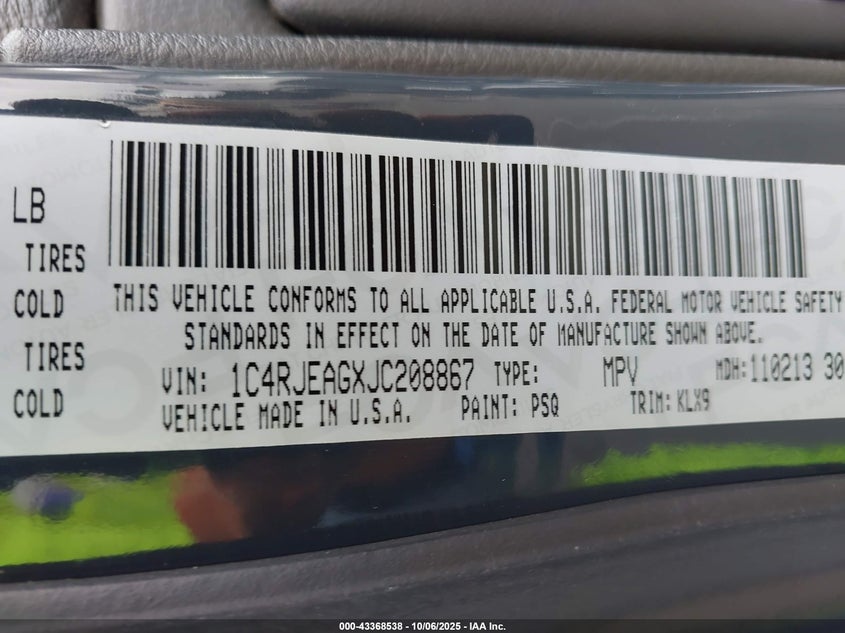 LB
TIRES
COLD
TIRES
COLD
THIS VEHICLE CONFORMS TO ALL APPLICABLE U.S.A. FEDERAL MOTOR VEHICLE SAFETY
STANDARDS IN EFFECT ON THE DATE OF MANUFACTURE SHOWN ABOVE.
VIN: 1C4RJEAGXJC208867 TYPE: MPV MDH: 110213 30
VEHICLE MADE IN U.S.A. PAINT: PSQ TRIM: KLX9
000-43368538 - 10/06/2025 - IAA Inc.